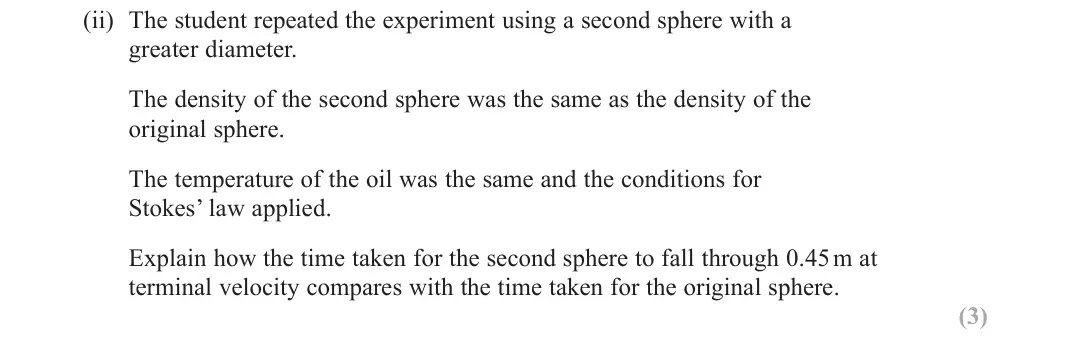 (ii) The student repeated the experiment using a second sphere with a
greater diameter.
The density of the second sphere was the same as the density of the
original sphere.
The temperature of the oil was the same and the conditions for
Stokes’ law applied.
Explain how the time taken for the second sphere to fall through 0.45 m at
terminal velocity compares with the time taken for the original sphere.
(3)